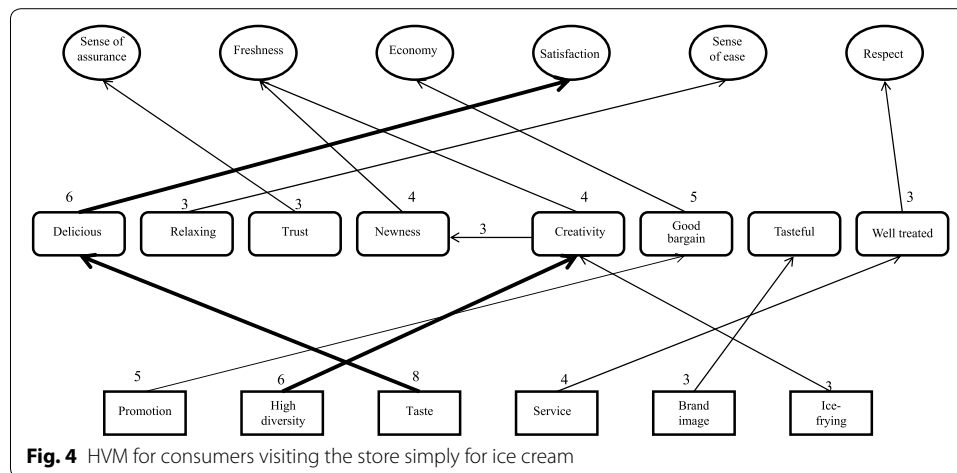 Sense of
assurance
Freshness
Economy
Satisfaction
Sense
of ease
Respect
6
3
3
4
4
5
3
Delicious
Relaxing
Trust
Newness
3
Creativity
Good
bargain
Tasteful
Well treated
5
6
8
4
3
3
Promotion
High
diversity
Taste
Service
Brand
image
Ice-
frying
Fig. 4 HVM for consumers visiting the store simply for ice cream